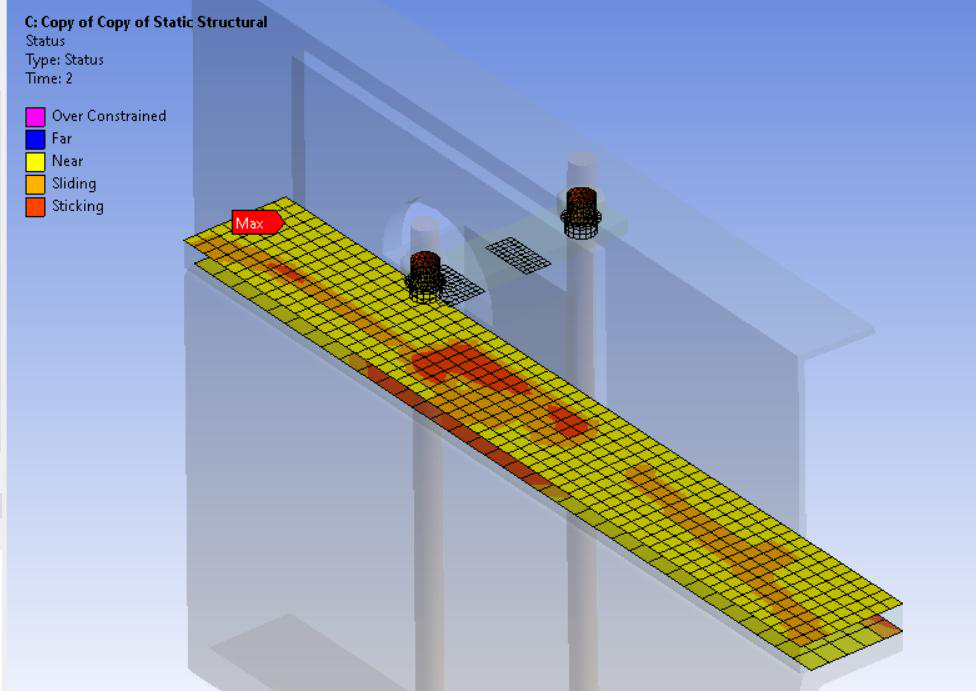 C: Copy of Copy of Static Structural
Status
Type: Status
Time: 2
Over Constrained
Far
Near
Sliding
Sticking
Max